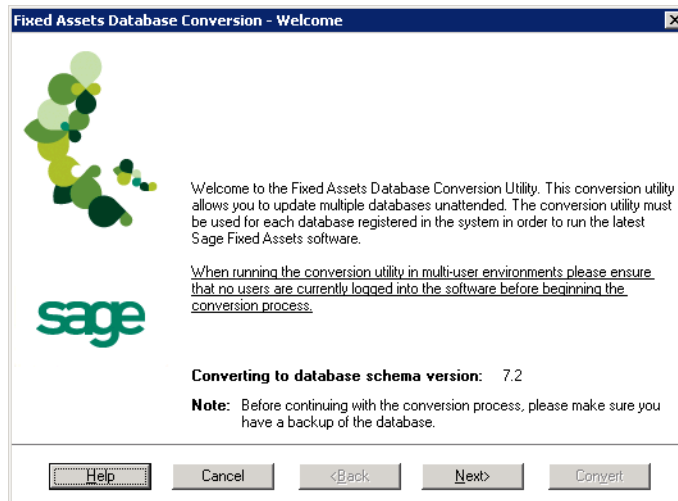 Fixed Assets Database Conversion - Welcome
Welcome to the Fixed Assets Database Conversion Utility. This conversion utility
allows you to update multiple databases unattended. The conversion utility must
be used for each database registered in the system in order to run the latest
Sage Fixed Assets software.
When running the conversion utility in multi-user environments please ensure
that no users are currently logged into the software before beginning the
conversion process.
sage
Converting to database schema version: 7.2
Note: Before continuing with the conversion process, please make sure you
have a backup of the database.
Help Cancel <Back Next> Convert